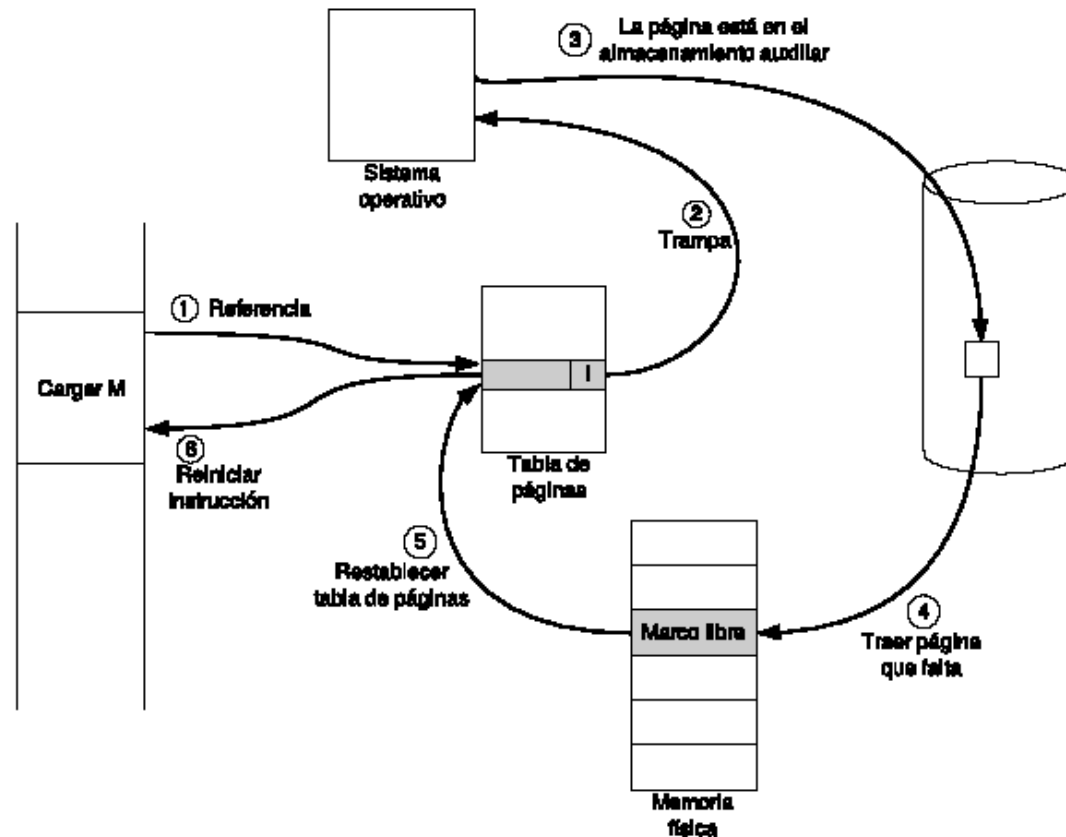 3 La página está en el
almacenamiento auxiliar
Sistema
operativo
2
Trampa
1 Referencia
Cargar M
I
6
Reiniciar
instrucción
Tabla de
páginas
5
Restablecer
tabla de páginas
Marco libre
4
Traer página
que falta
Memoria
física